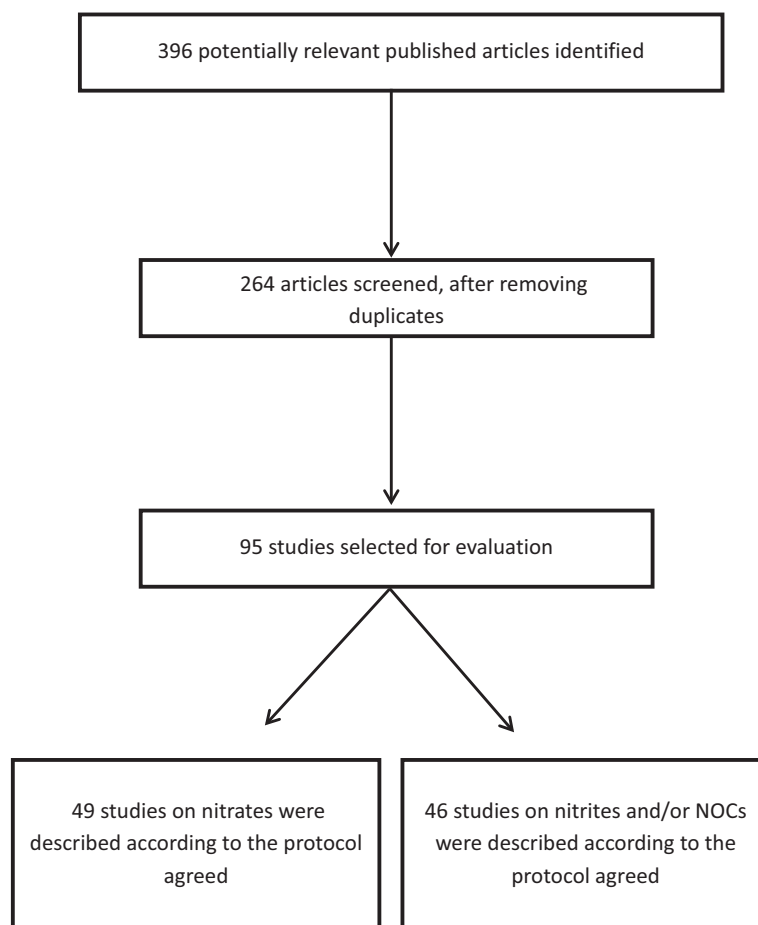 396 potentially relevant published articles identified
264 articles screened, after removing
duplicates
95 studies selected for evaluation
49 studies on nitrates were
described according to the protocol
agreed
46 studies on nitrites and/or NOCs
were described according to the
protocol agreed